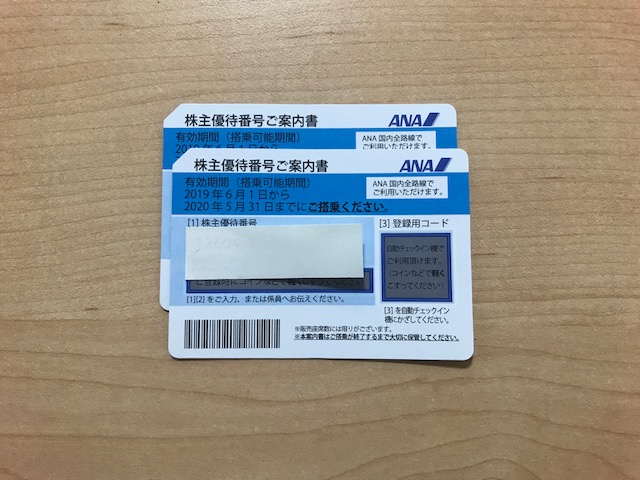 株主優待番号ご案内書
ANA
有効期間（搭乗可能期間）
ANA 国内全路線で
ご利用いただけます。
株主優待番号ご案内書
ANA
有効期間（搭乗可能期間）
2019 年 6 月 1 日から
2020 年 5 月 31 日までにご搭乗ください。
ANA 国内全路線で
ご利用いただけます。
[1] 株主優待番号
[3] 登録用コード
自動チェックイン機で
ご利用頂けます。
（コインなどで軽く
こすってください）
[1][2] をご入力、または係員へお伝えください。
[3] を自動チェックイン
機にかざしてください。
※販売座席数には限りがございます。
※本案内書はご搭乗が終了するまで大切に保管してください。